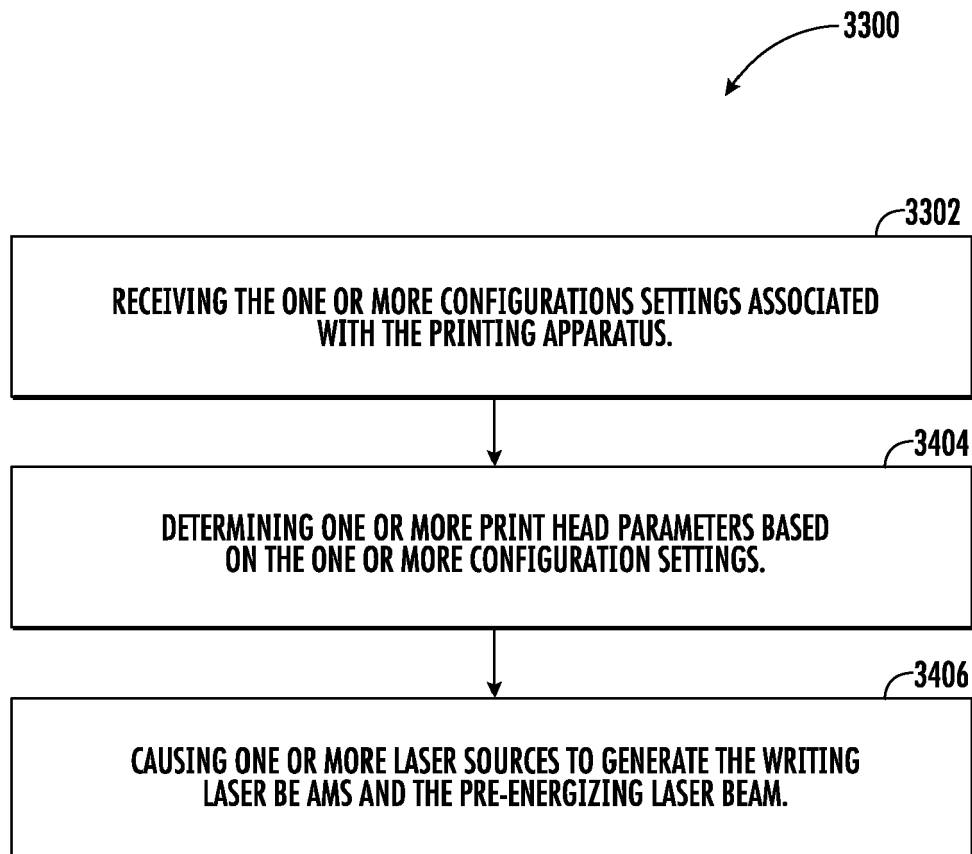 3300
3302
RECEIVING THE ONE OR MORE CONFIGURATIONS SETTINGS ASSOCIATED
WITH THE PRINTING APPARATUS.
3404
DETERMINING ONE OR MORE PRINT HEAD PARAMETERS BASED
ON THE ONE OR MORE CONFIGURATION SETTINGS.
3406
CAUSING ONE OR MORE LASER SOURCES TO GENERATE THE WRITING
LASER BE AMS AND THE PRE-ENERGIZING LASER BEAM.